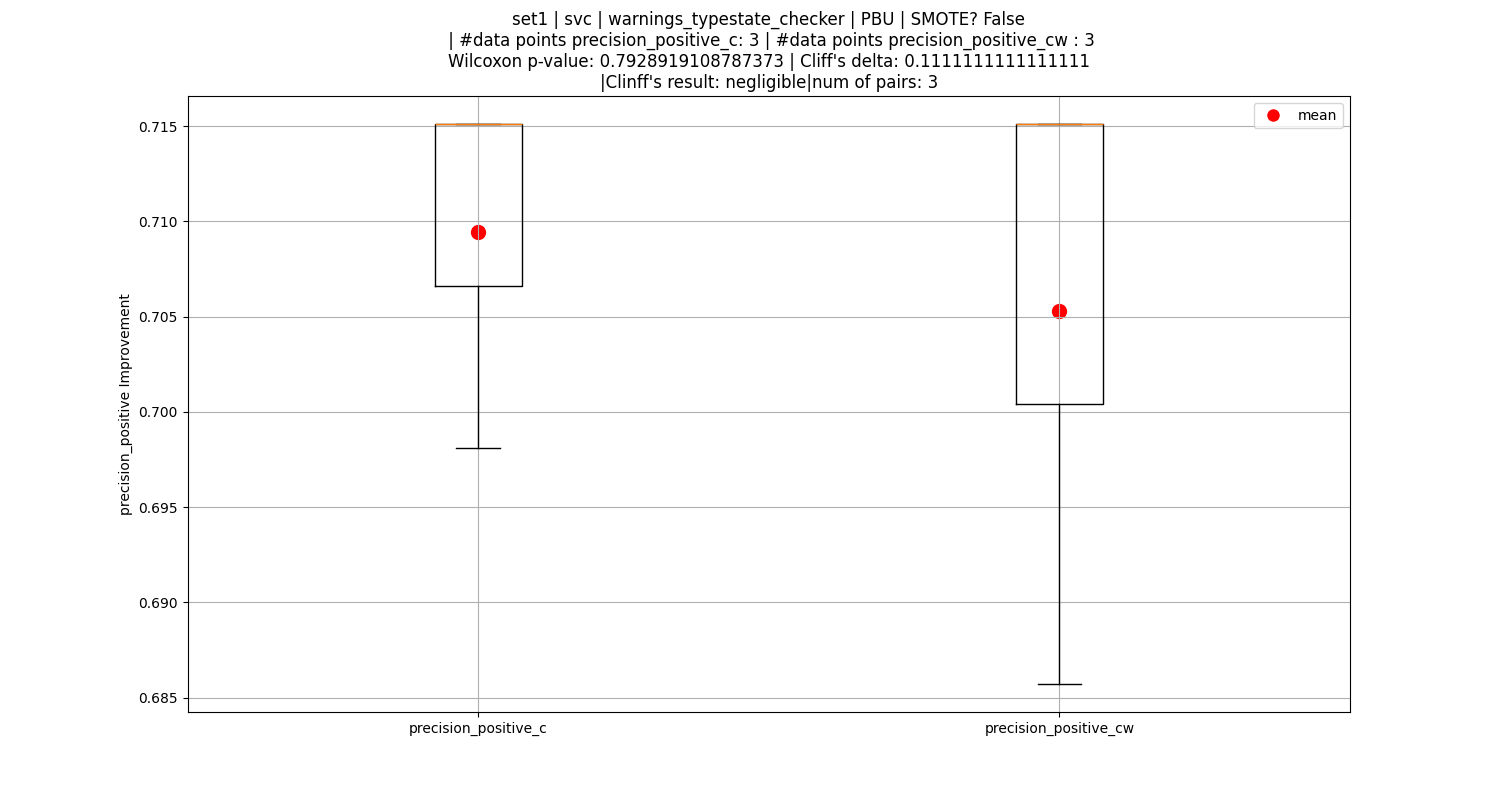 set1 | svc | warnings_typestate_checker | PBU | SMOTE? False
| #data points precision_positive_c: 3 | #data points precision_positive_cw : 3
Wilcoxon p-value: 0.7928919108787373 | Cliff's delta: 0.1111111111111111
|Clinff's result: negligible|num of pairs: 3
mean
0.715
0.710
0.705
0.700
0.695
0.690
0.685
precision_positive Improvement
precision_positive_c
precision_positive_cw